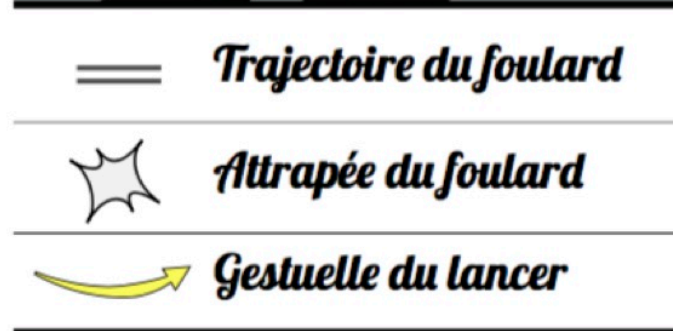 Trajectoire du foulard
Attrapée du foulard
Gestuelle du lancer